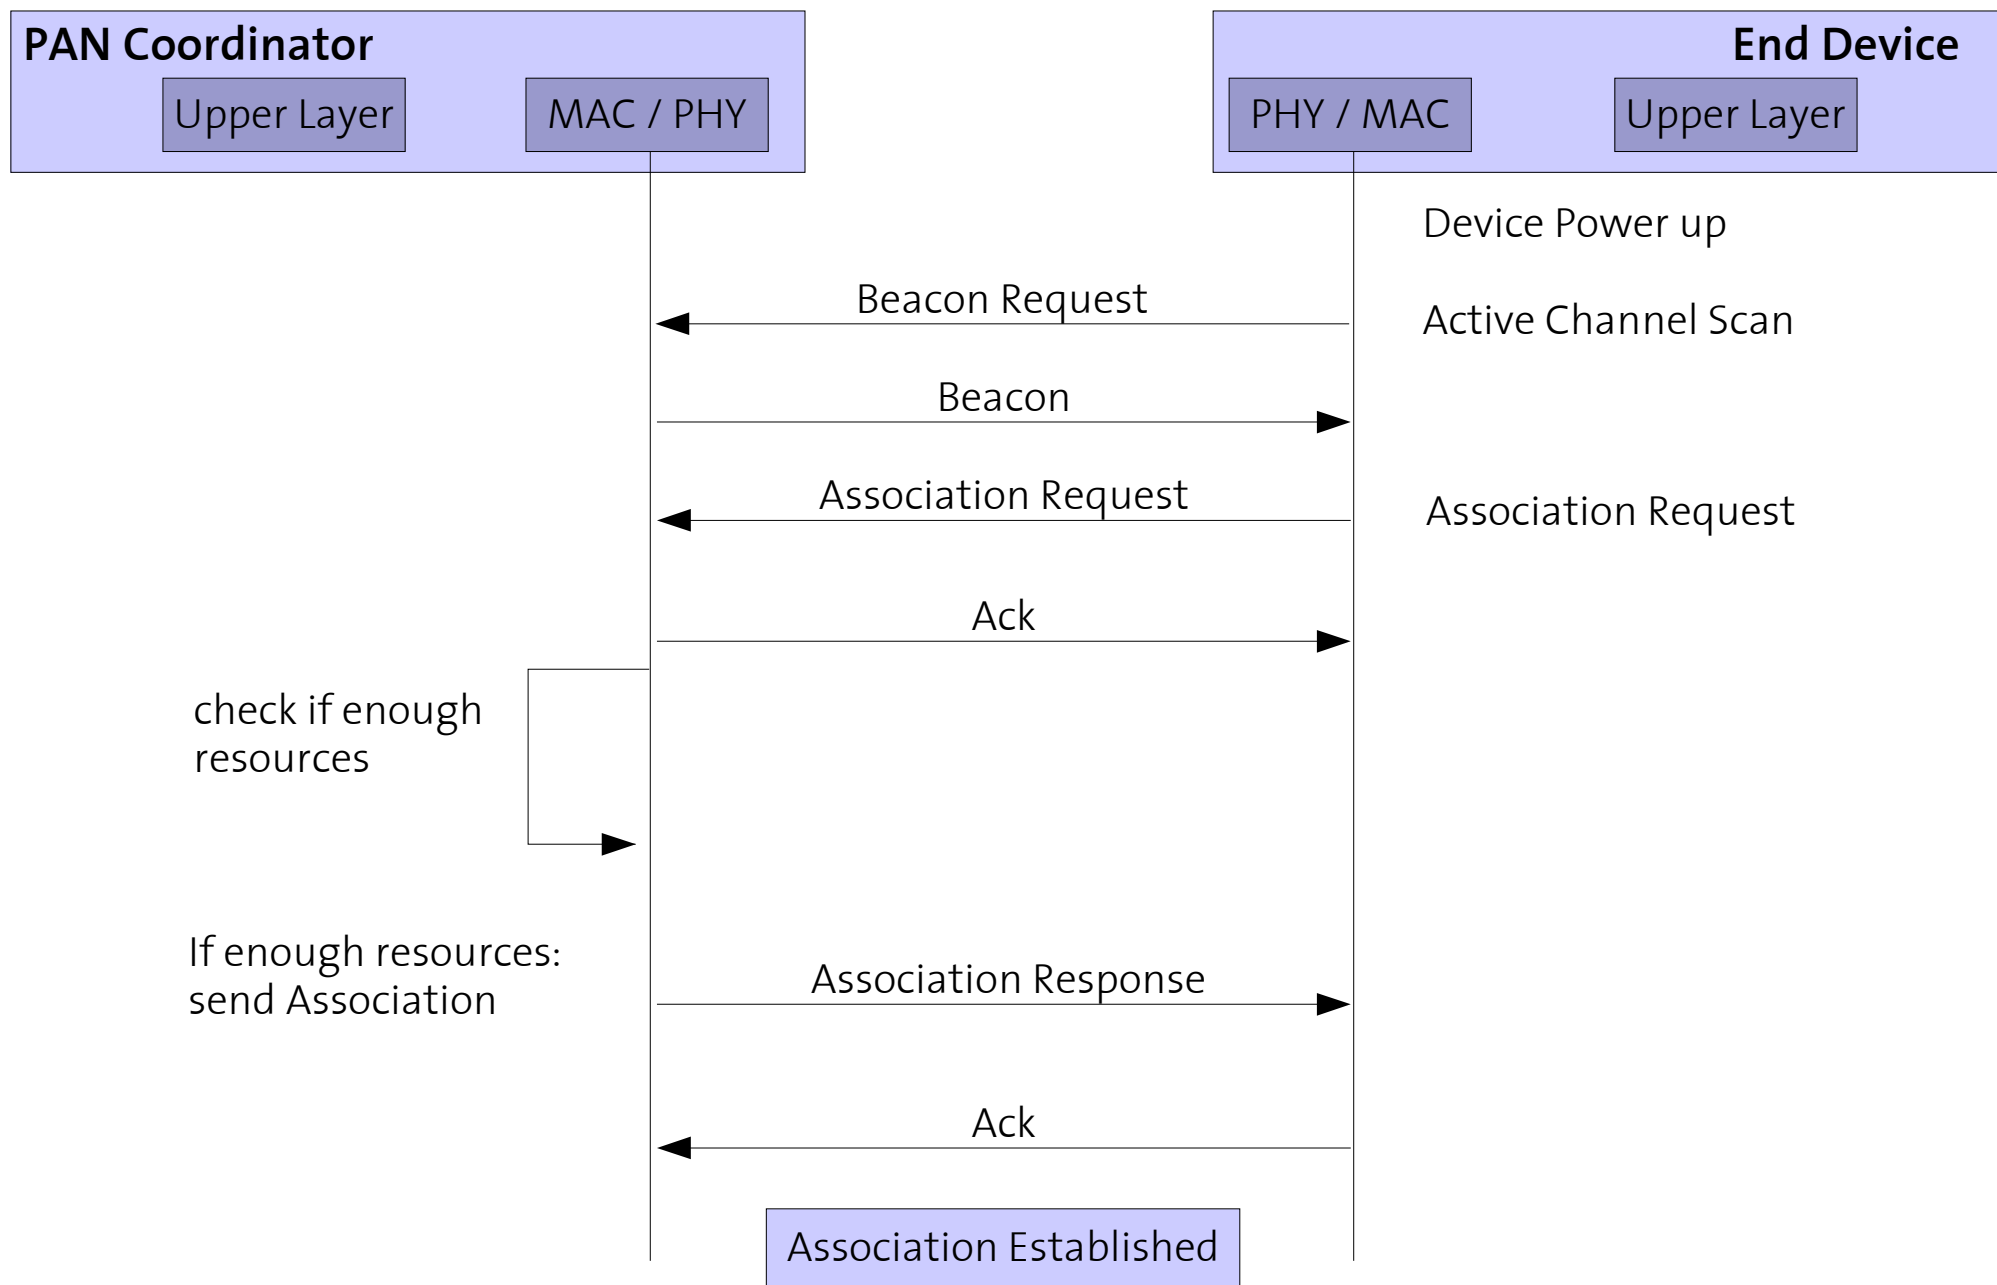 PAN Coordinator
End Device
Upper Layer
MAC / PHY
PHY / MAC
Upper Layer
Device Power up
Beacon Request
Active Channel Scan
Beacon
Association Request
Association Request
Ack
check if enough
resources
If enough resources:
send Association
Association Response
Ack
Association Established